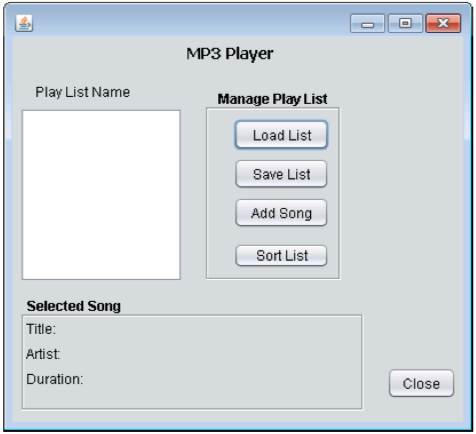 MP3 Player
Play List Name
Manage Play List
Load List
Save List
Add Song
Sort List
Selected Song
Title:
Artist:
Duration:
Close